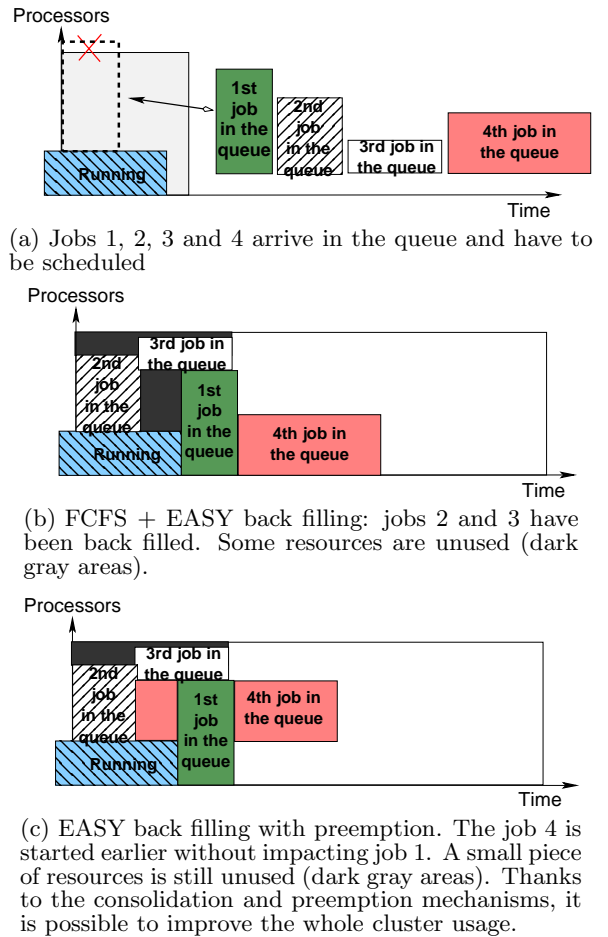 Processors
1st
job
in the
queue
2nd
job
in the
queue
3rd job in
the queue
4th job in
the queue
Running
Time
(a) Jobs 1, 2, 3 and 4 arrive in the queue and have to
be scheduled
Processors
3rd job in
the queue
2nd
job
in the
queue
1st
job
in the
queue
4th job in
the queue
Running
Time
(b) FCFS + EASY back filling: jobs 2 and 3 have
been back filled. Some resources are unused (dark
gray areas).
Processors
3rd job in
the queue
2nd
job
in the
queue
1st
job
in the
queue
4th job in
the queue
Running
Time
(c) EASY back filling with preemption. The job 4 is
started earlier without impacting job 1. A small piece
of resources is still unused (dark gray areas). Thanks
to the consolidation and preemption mechanisms, it
is possible to improve the whole cluster usage.